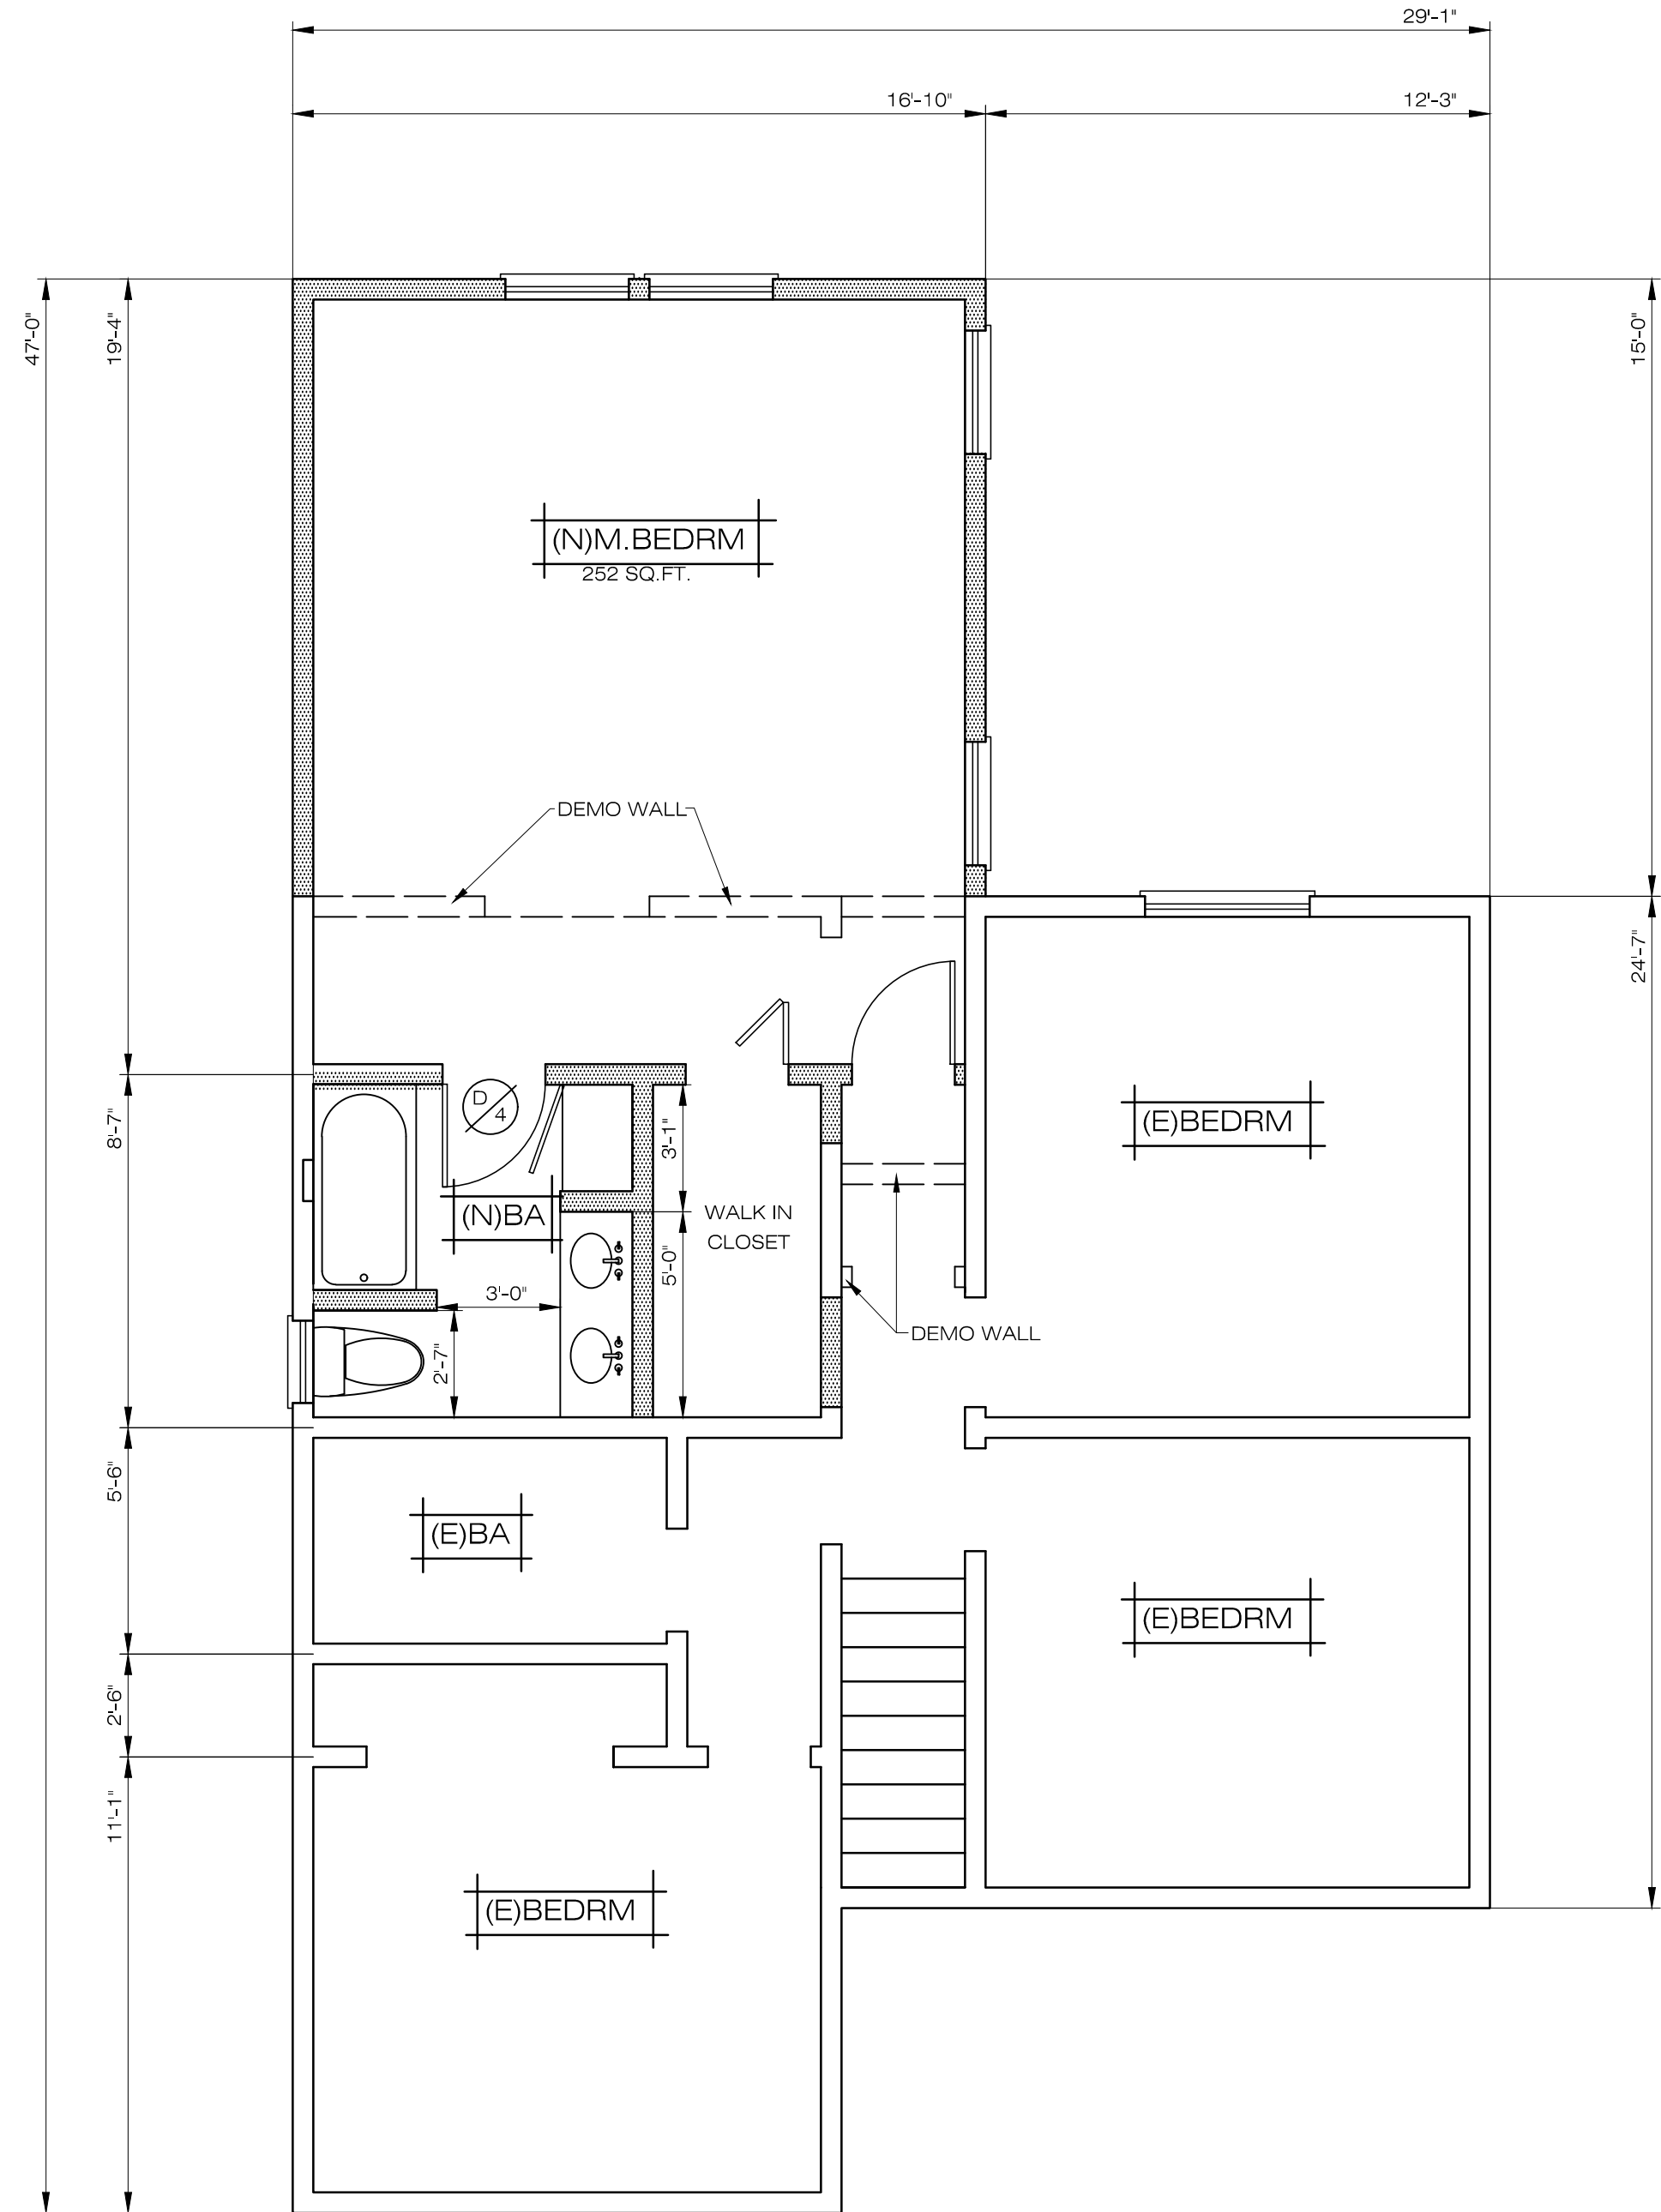 29'-1"
16'-10"
12'-3"
47'-0"
19'-4"
15'-0"
(N)M.BEDRM
252 SQ.FT.
DEMO WALL
24'-7"
D
4
8'-7"
3'-1"
(E)BEDRM
(N)BA
WALK IN
CLOSET
5'-0"
3'-0"
2'-7"
DEMO WALL
5'-6"
(E)BA
(E)BEDRM
2'-6"
11'-1"
(E)BEDRM